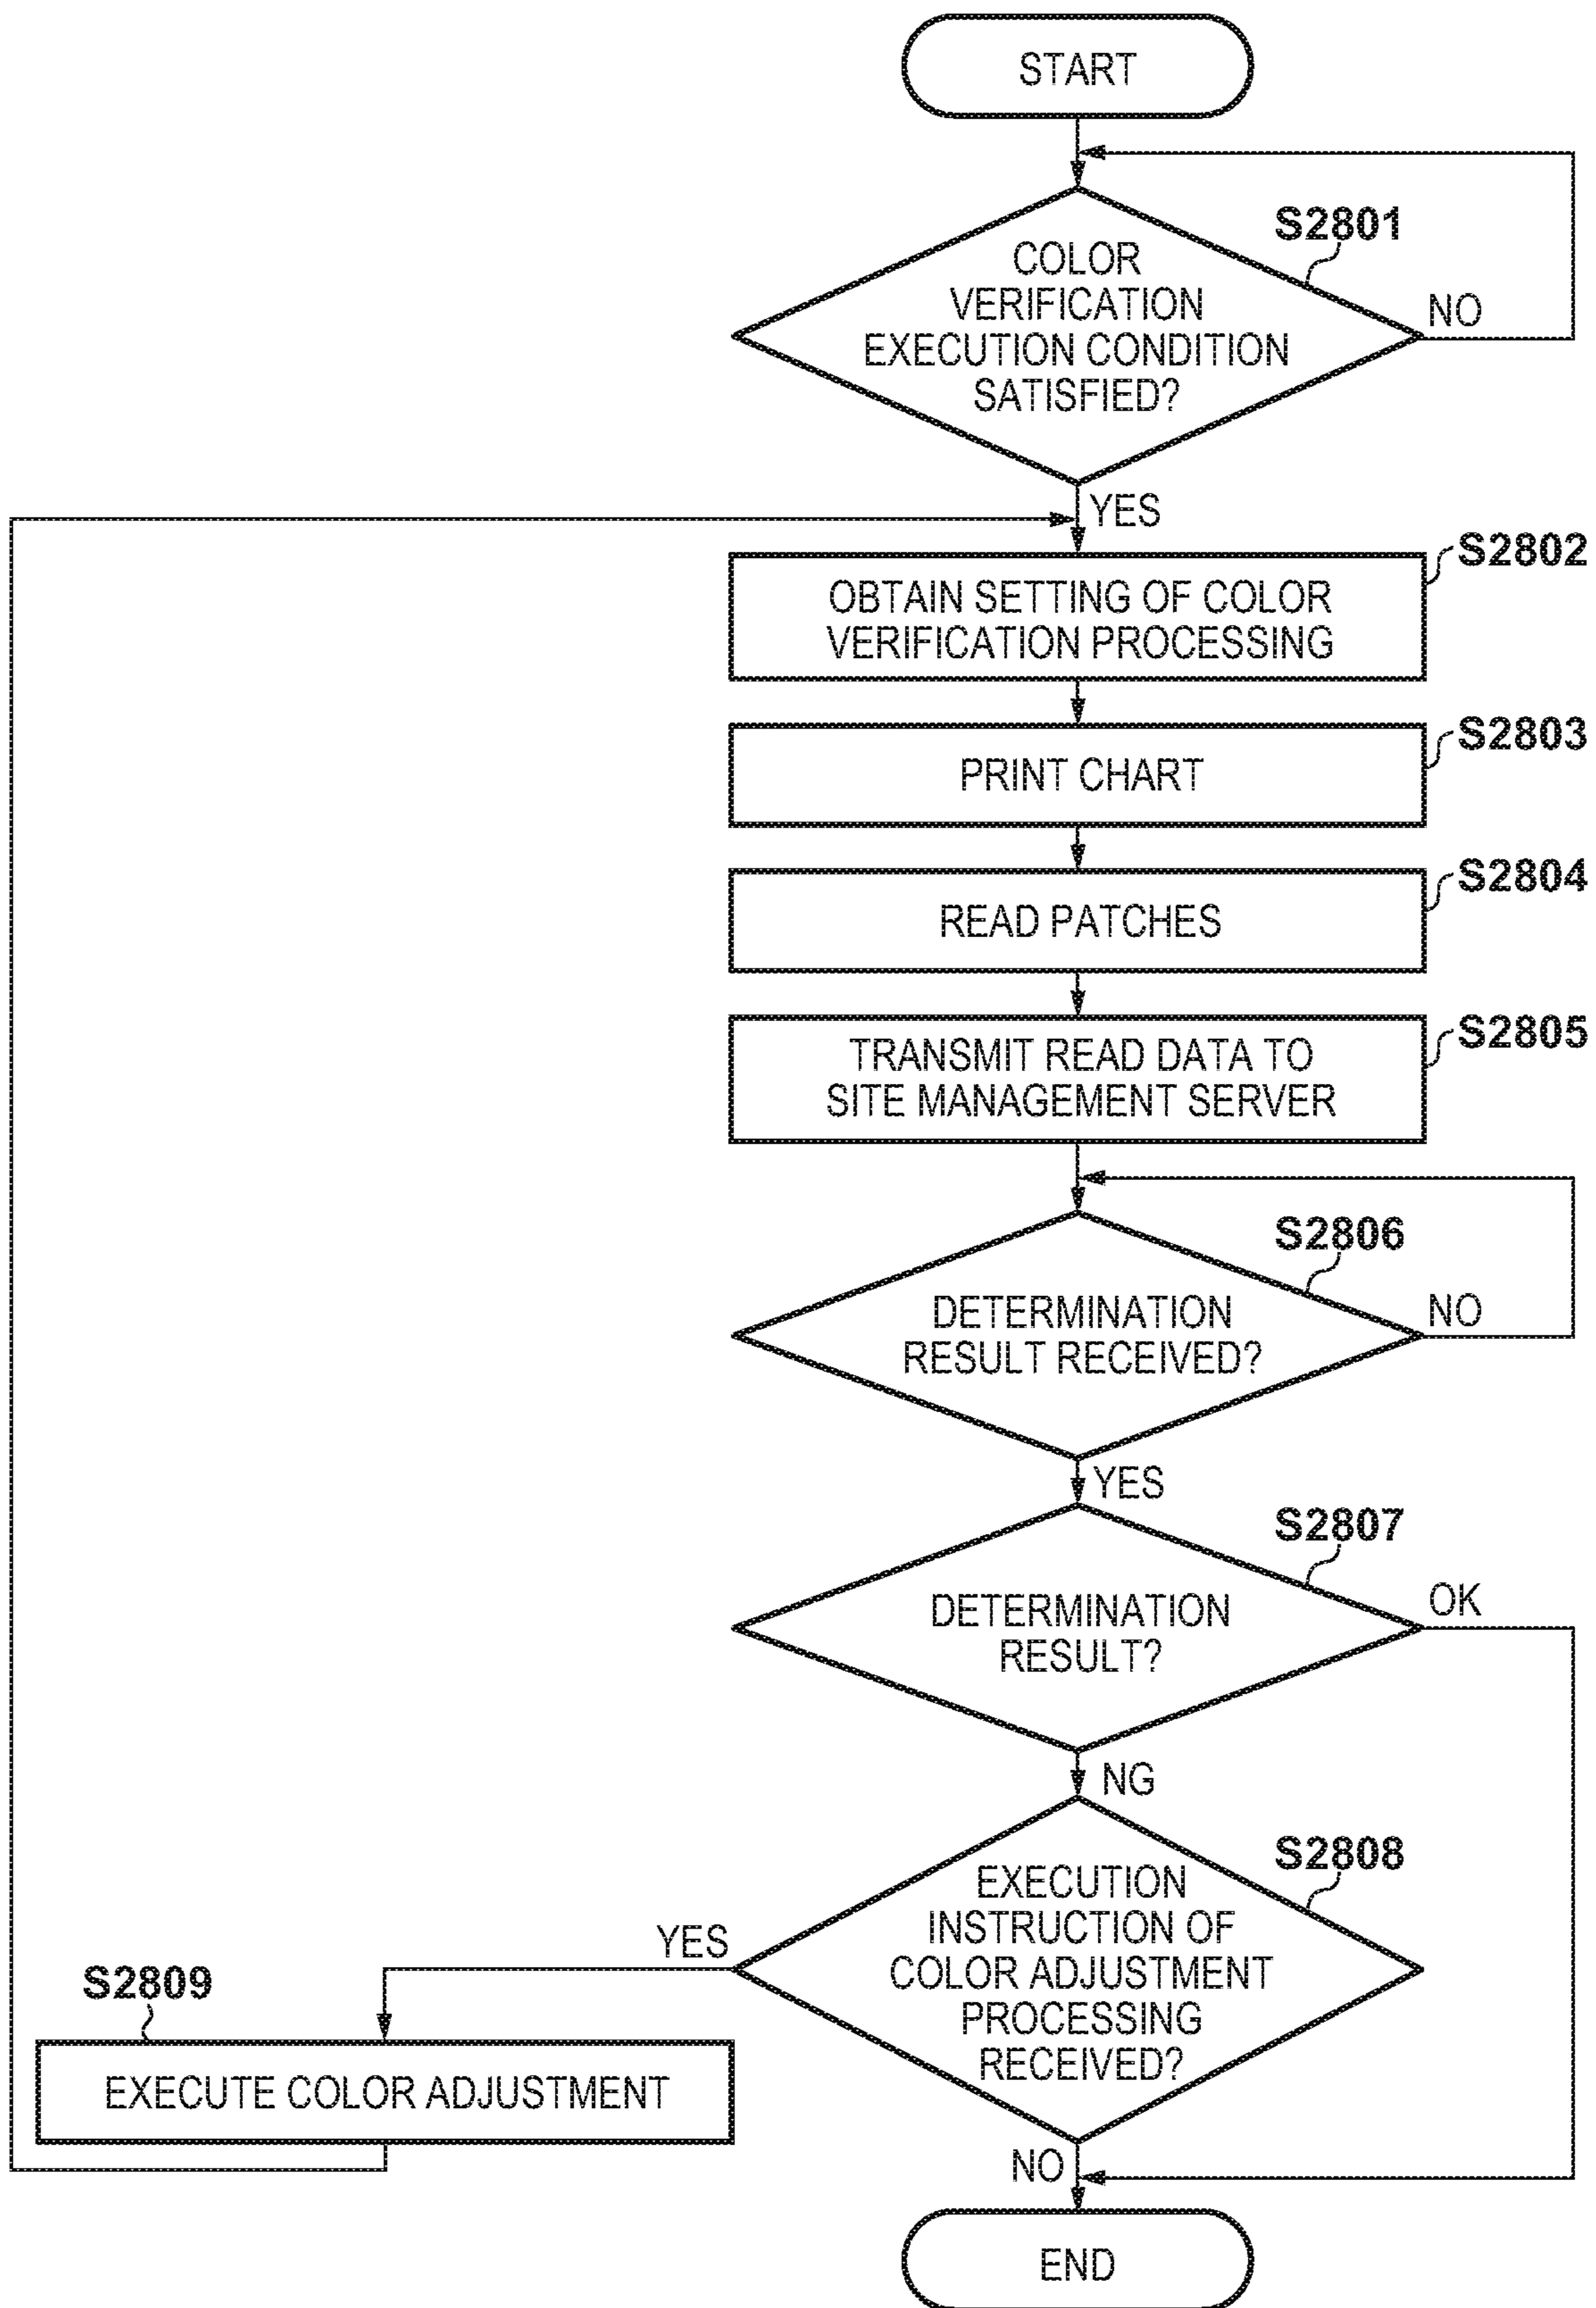 START
S2801
COLOR
VERIFICATION
EXECUTION CONDITION
SATISFIED?
NO
YES
S2802
OBTAIN SETTING OF COLOR
VERIFICATION PROCESSING
S2803
PRINT CHART
S2804
READ PATCHES
S2805
TRANSMIT READ DATA TO
SITE MANAGEMENT SERVER
S2806
DETERMINATION
RESULT RECEIVED?
NO
YES
S2807
DETERMINATION
RESULT?
OK
NG
S2808
EXECUTION
INSTRUCTION OF
COLOR ADJUSTMENT
PROCESSING
RECEIVED?
YES
S2809
EXECUTE COLOR ADJUSTMENT
NO
END